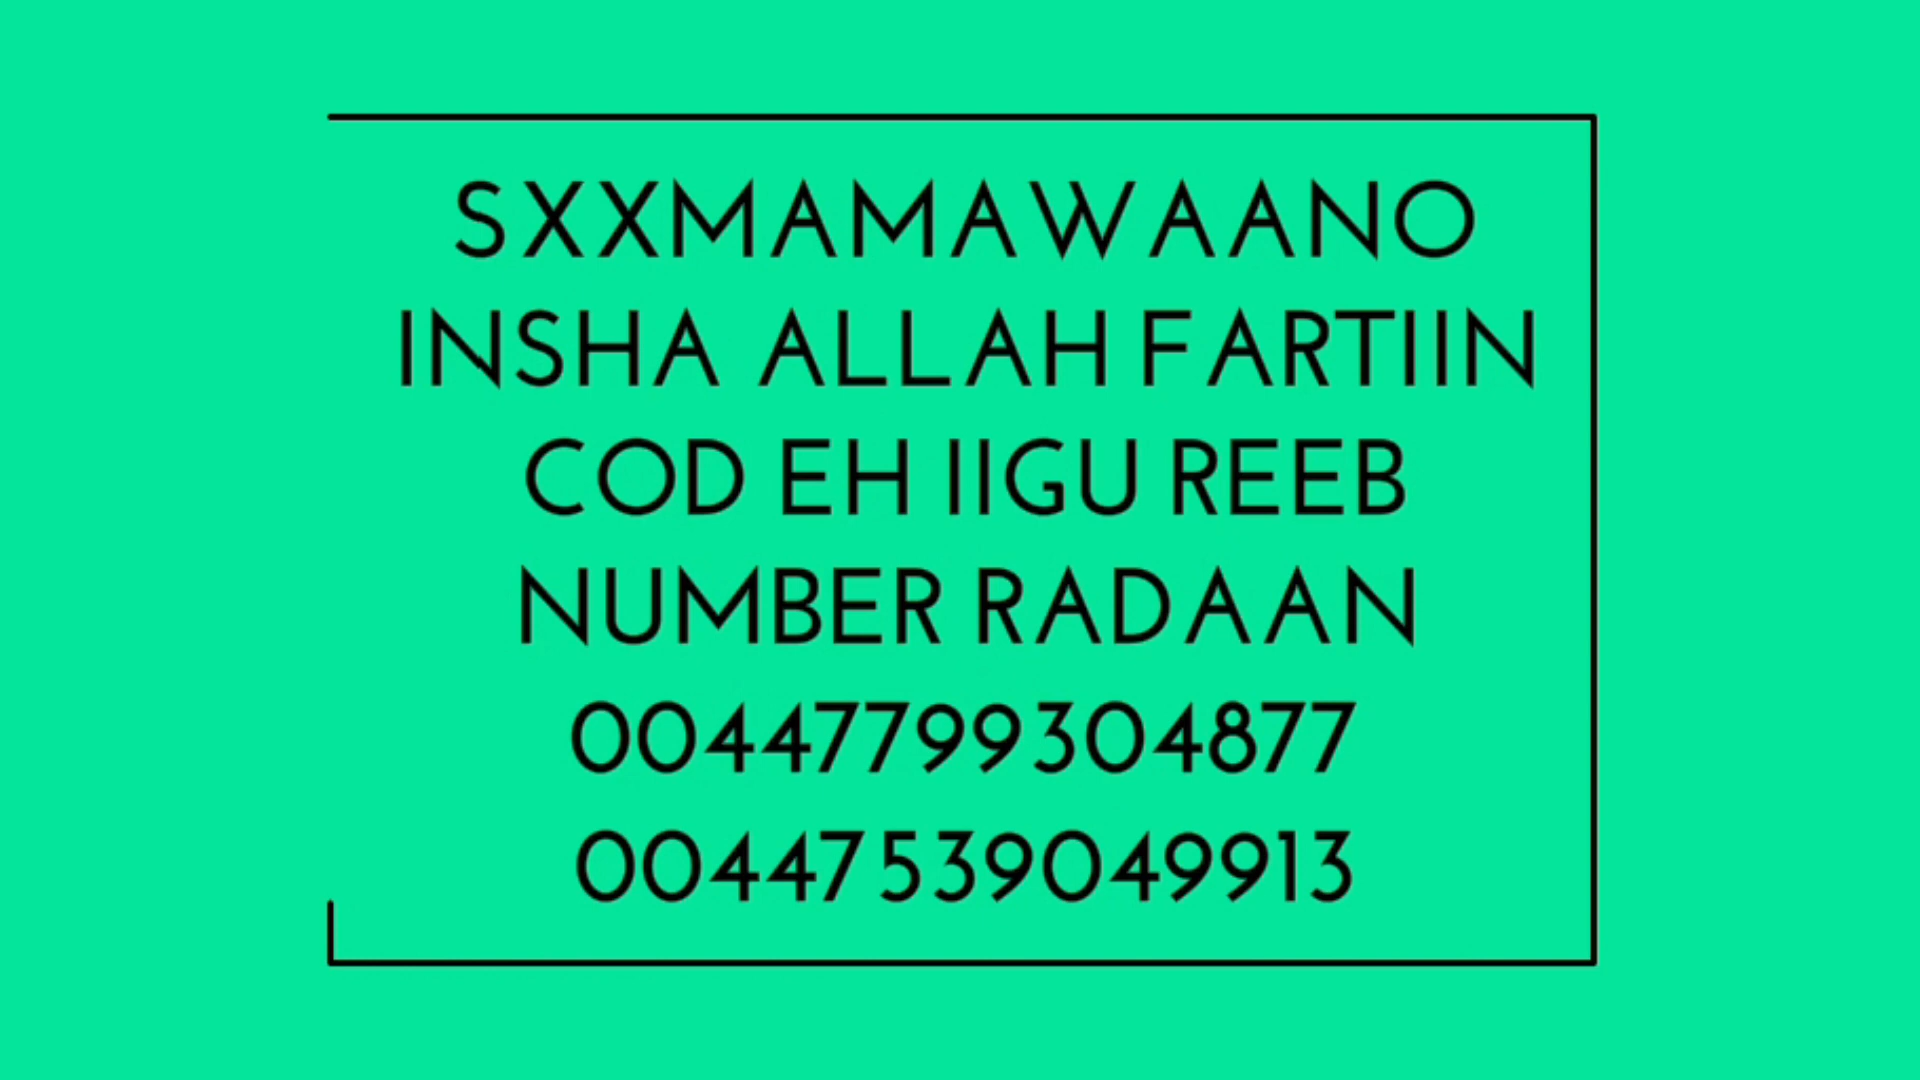 SXXMAMAWAANO
INSHA ALLAH FARTIIN
COD EH IIGU REEB
NUMBER RADAAN
00447799304877
00447539049913